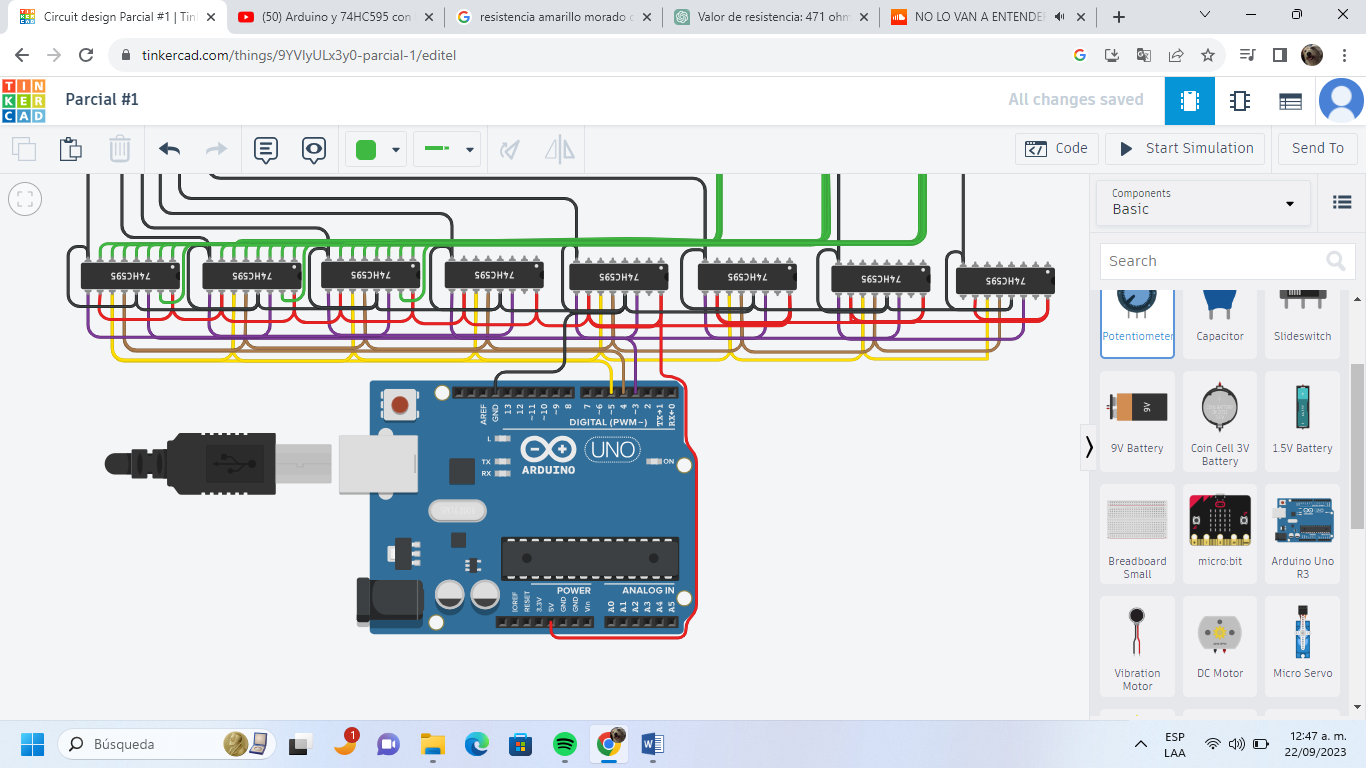 Circuit design Parcial #1 | Tin
(50) Arduino y 74HC595 con
resistencia amarillo morado c
Valor de resistencia: 471 ohm
NO LO VAN A ENTENDER
tinkercad.com/things/9YVlyULx3y0-parcial-1/editel
TIN
KER
CAD
Parcial #1
All changes saved
Code
Start Simulation
Send To
Components
Basic
Search
Potentiometer
Capacitor
Slideswitch
9V
9V Battery
Coin Cell 3V
Battery
1.5V Battery
Breadboard
Small
micro:bit
Arduino Uno
R3
Vibration
Motor
DC Motor
Micro Servo
74HC595
74HC595
74HC595
74HC595
74HC595
74HC595
74HC595
74HC595
AREF
GND
13
12
~11
~10
~9
8
7
~6
~5
4
~3
2
TX→1
RX←0
DIGITAL (PWM~)
L
TX
RX
ARDUINO
UNO
ON
POWER
ANALOG IN
IOREF
RESET
3.3V
5V
GND
GND
Vin
A0
A1
A2
A3
A4
A5
Búsqueda
1
ESP
LAA
12:47 a. m.
22/09/2023